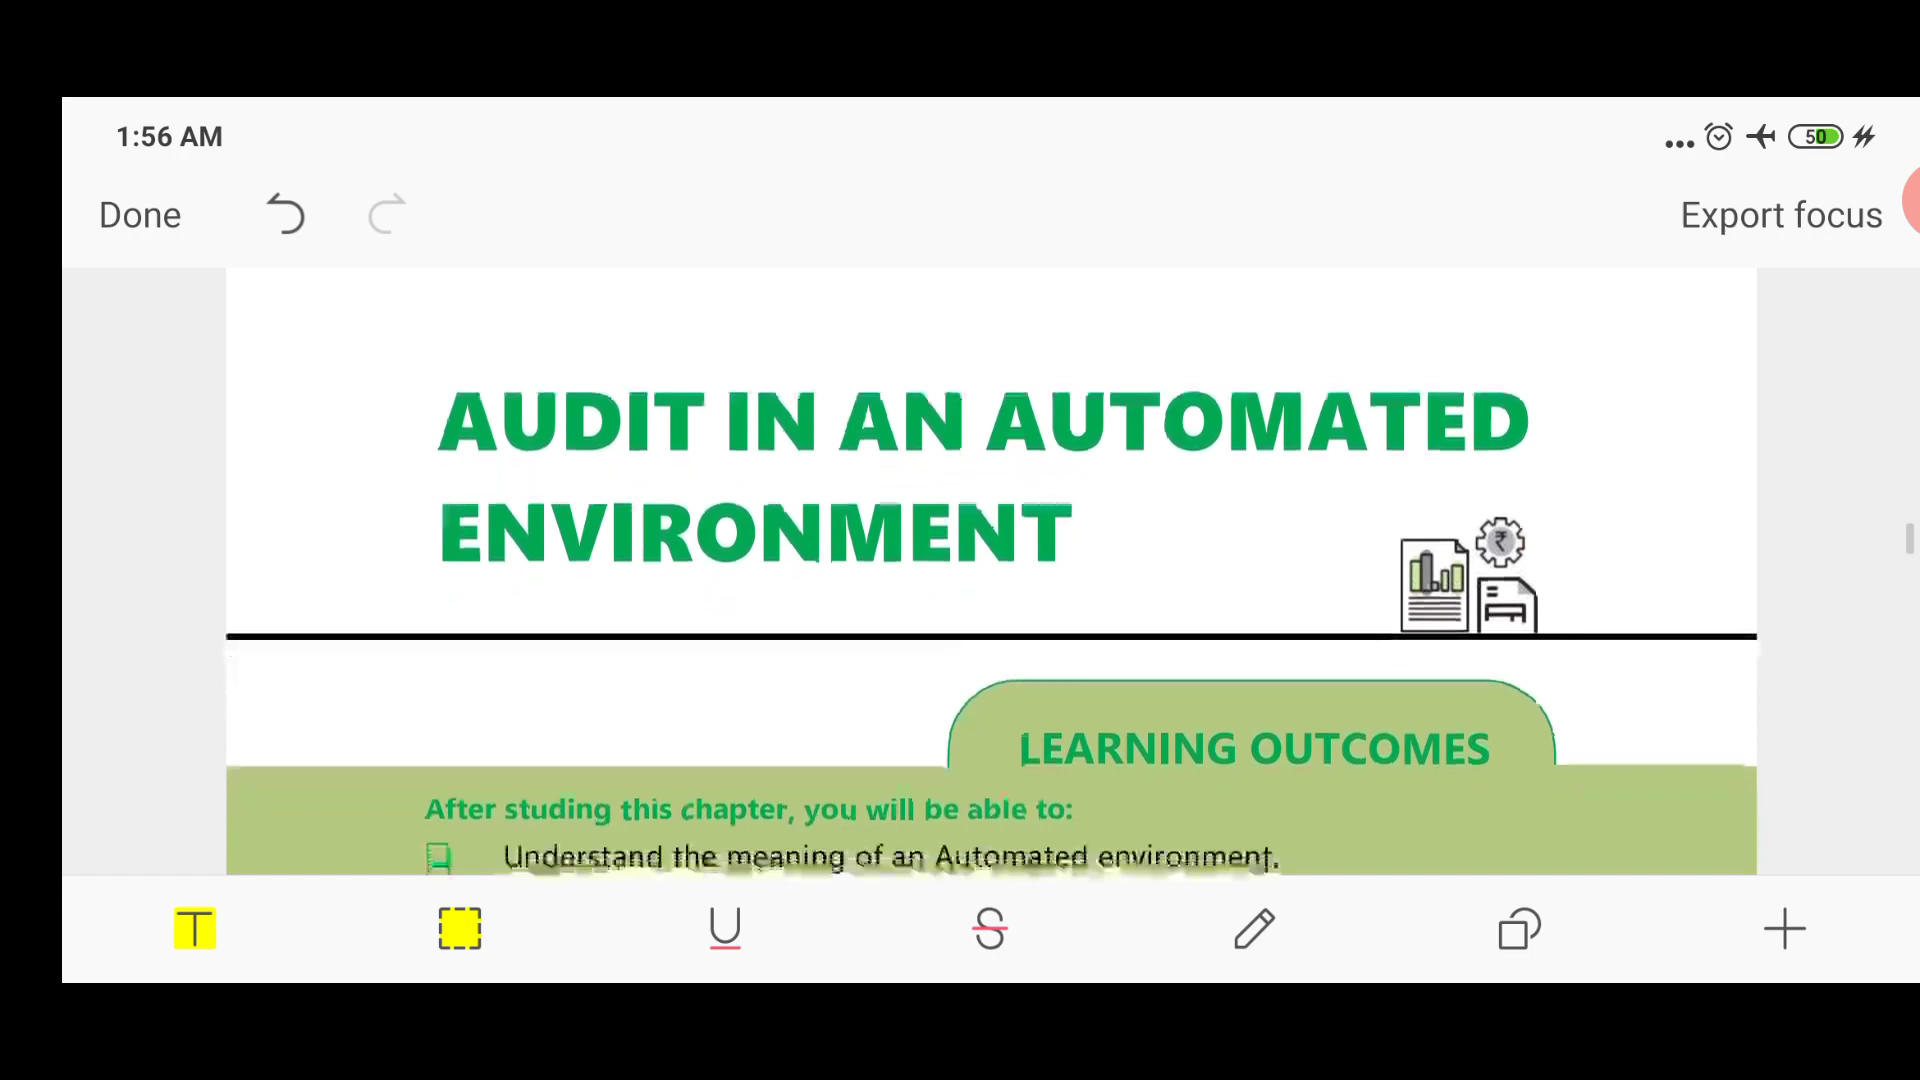 1:56 AM
50
Done
Export focus
AUDIT IN AN AUTOMATED
ENVIRONMENT
₹
LEARNING OUTCOMES
After studing this chapter, you will be able to:
Understand the meaning of an Automated environment.
T
U
S